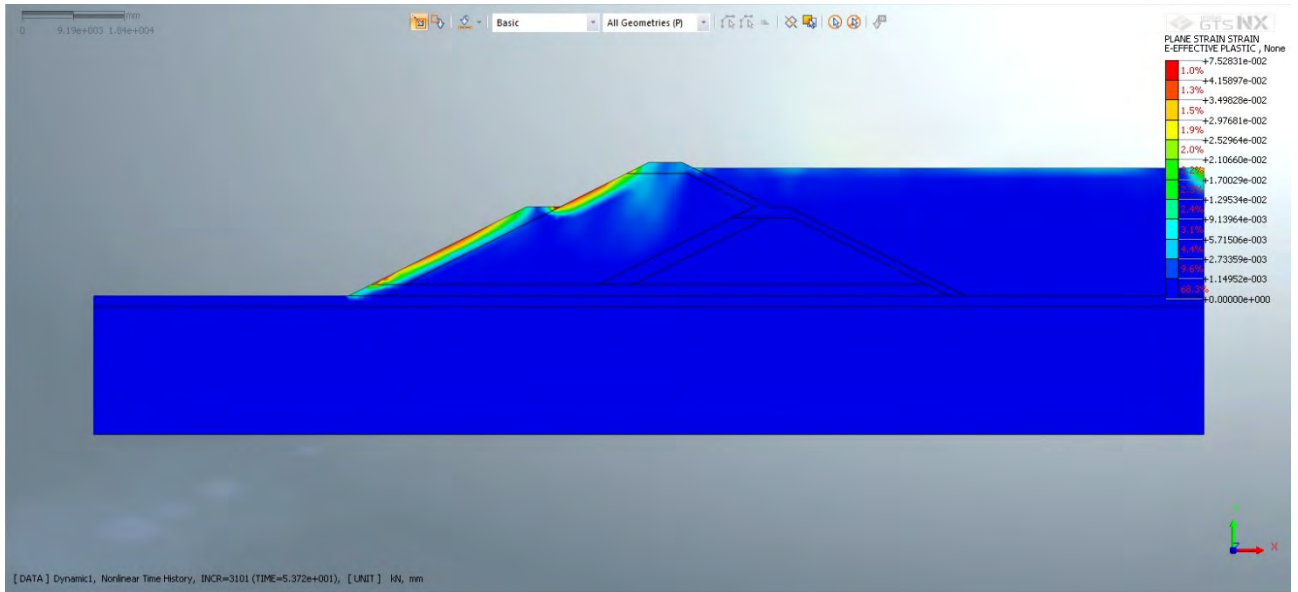 mm
0 9.19e+003 1.84e+004
Basic
All Geometries (P)
GTS NX
PLANE STRAIN STRAIN
E-EFFECTIVE PLASTIC , None
+7.52831e-002
1.0%
+4.15897e-002
1.3%
+3.49828e-002
1.5%
+2.97681e-002
1.9%
+2.52964e-002
2.0%
+2.10660e-002
+1.70029e-002
+1.29534e-002
2.4%
+9.13964e-003
3.1%
+5.71506e-003
4.4%
+2.73359e-003
9.6%
+1.14952e-003
68.3%
+0.00000e+000
Z
X
[ DATA ] Dynamic1, Nonlinear Time History, INCR=3101 (TIME=5.372e+001), [ UNIT ] kN, mm